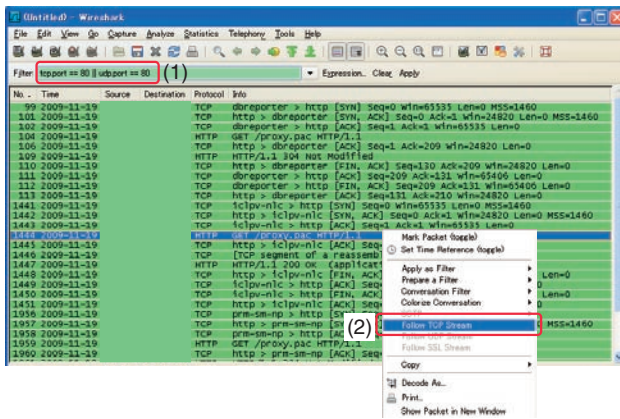 (Untitled) - Wireshark
File Edit View Go Capture Analyze Statistics Telephony Tools Help
Filter: tcp.port == 80 || udp.port == 80 (1) Expression... Clear Apply
No. . Time Source Destination Protocol Info
99 2009-11-19 TCP dbreporter > http [SYN] Seq=0 Win=65535 Len=0 MSS=1460
101 2009-11-19 TCP http > dbreporter [SYN, ACK] Seq=0 Ack=1 Win=24820 Len=0 MSS=1460
102 2009-11-19 TCP dbreporter > http [ACK] Seq=1 Ack=1 Win=65535 Len=0
104 2009-11-19 HTTP GET /proxy.pac HTTP/1.1
106 2009-11-19 TCP http > dbreporter [ACK] Seq=1 Ack=209 Win=24820 Len=0
109 2009-11-19 HTTP HTTP/1.1 304 Not Modified
110 2009-11-19 TCP http > dbreporter [FIN, ACK] Seq=130 Ack=209 Win=24820 Len=0
111 2009-11-19 TCP dbreporter > http [ACK] Seq=209 Ack=131 Win=65406 Len=0
112 2009-11-19 TCP dbreporter > http [FIN, ACK] Seq=209 Ack=131 Win=65406 Len=0
113 2009-11-19 TCP http > dbreporter [ACK] Seq=131 Ack=210 Win=24820 Len=0
1441 2009-11-19 TCP iclpv-nlc > http [SYN] Seq=0 Win=65535 Len=0 MSS=1460
1442 2009-11-19 TCP http > iclpv-nlc [SYN, ACK] Seq=0 Ack=1 Win=24820 Len=0 MSS=1460
1443 2009-11-19 TCP iclpv-nlc > http [ACK] Seq=1 Ack=1 Win=65535 Len=0
1444 2009-11-19 HTTP GET /proxy.pac HTTP/1.1
1445 2009-11-19 TCP http > iclpv-nlc [ACK] Seq
1446 2009-11-19 TCP [TCP segment of a reassembl
1447 2009-11-19 HTTP HTTP/1.1 200 OK (applicat
1448 2009-11-19 TCP http > iclpv-nlc [FIN, AC Len=0
1449 2009-11-19 TCP iclpv-nlc > http [ACK] Seq
1450 2009-11-19 TCP iclpv-nlc > http [FIN, AC Len=0
1451 2009-11-19 TCP http > iclpv-nlc [ACK] Seq
1956 2009-11-19 TCP prm-sm-np > http [SYN]
1957 2009-11-19 TCP http > prm-sm-np [SY 0 MSS=1460
1958 2009-11-19 TCP prm-sm-np > http [AC
1959 2009-11-19 HTTP GET /proxy.pac HTTP/1.1
1960 2009-11-19 TCP http > prm-sm-np [ACK] Seq
Mark Packet (toggle)
Set Time Reference (toggle)
Apply as Filter
Prepare a Filter
Conversation Filter
Colorize Conversation
SCTP
(2) Follow TCP Stream
Follow UDP Stream
Follow SSL Stream
Copy
Decode As...
Print...
Show Packet in New Window